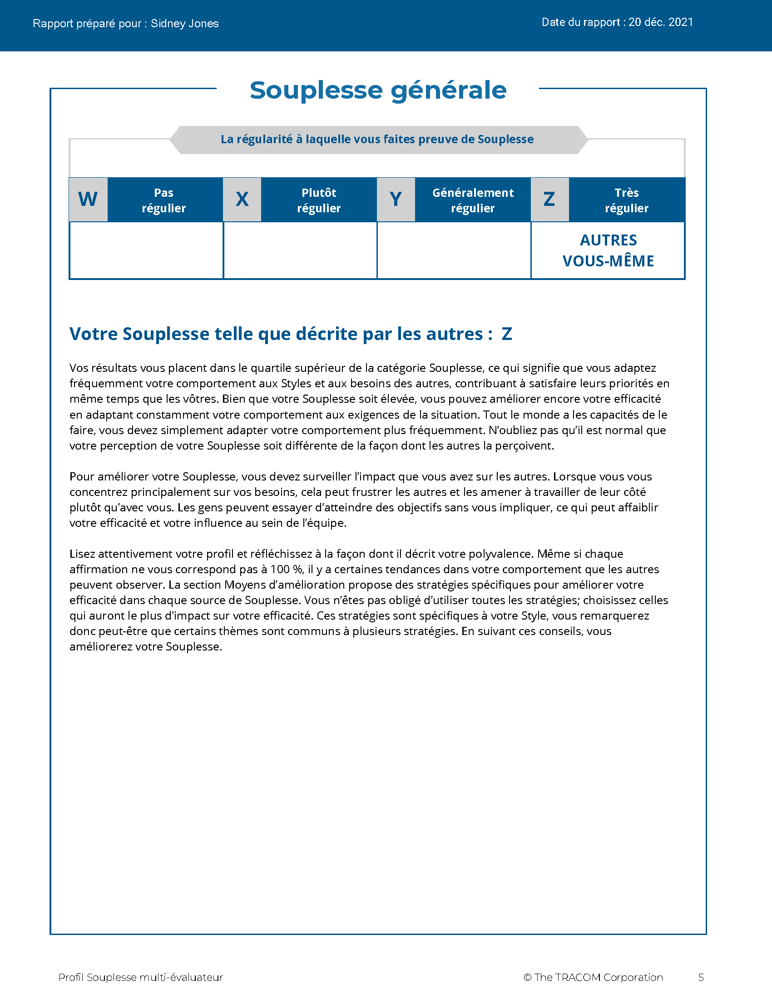 Rapport préparé pour : Sidney Jones
Date du rapport : 20 déc. 2021
Souplesse générale
La régularité à laquelle vous faites preuve de Souplesse
W
Pas
régulier
X
Plutôt
régulier
Y
Généralement
régulier
Z
Très
régulier
AUTRES
VOUS-MÊME
Votre Souplesse telle que décrite par les autres : Z
Vos résultats vous placent dans le quartile supérieur de la catégorie Souplesse, ce qui signifie que vous adaptez
fréquemment votre comportement aux Styles et aux besoins des autres, contribuant à satisfaire leurs priorités en
même temps que les vôtres. Bien que votre Souplesse soit élevée, vous pouvez améliorer encore votre efficacité
en adaptant constamment votre comportement aux exigences de la situation. Tout le monde a les capacités de le
faire, vous devez simplement adapter votre comportement plus fréquemment. N’oubliez pas qu’il est normal que
votre perception de votre Souplesse soit différente de la façon dont les autres la perçoivent.
Pour améliorer votre Souplesse, vous devez surveiller l’impact que vous avez sur les autres. Lorsque vous vous
concentrez principalement sur vos besoins, cela peut frustrer les autres et les amener à travailler de leur côté
plutôt qu’avec vous. Les gens peuvent essayer d’atteindre des objectifs sans vous impliquer, ce qui peut affaiblir
votre efficacité et votre influence au sein de l’équipe.
Lisez attentivement votre profil et réfléchissez à la façon dont il décrit votre polyvalence. Même si chaque
affirmation ne vous correspond pas à 100 %, il y a certaines tendances dans votre comportement que les autres
peuvent observer. La section Moyens d’amélioration propose des stratégies spécifiques pour améliorer votre
efficacité dans chaque source de Souplesse. Vous n’êtes pas obligé d’utiliser toutes les stratégies; choisissez celles
qui auront le plus d’impact sur votre efficacité. Ces stratégies sont spécifiques à votre Style, vous remarquerez
donc peut-être que certains thèmes sont communs à plusieurs stratégies. En suivant ces conseils, vous
améliorerez votre Souplesse.
Profil Souplesse multi-évaluateur
© The TRACOM Corporation
5